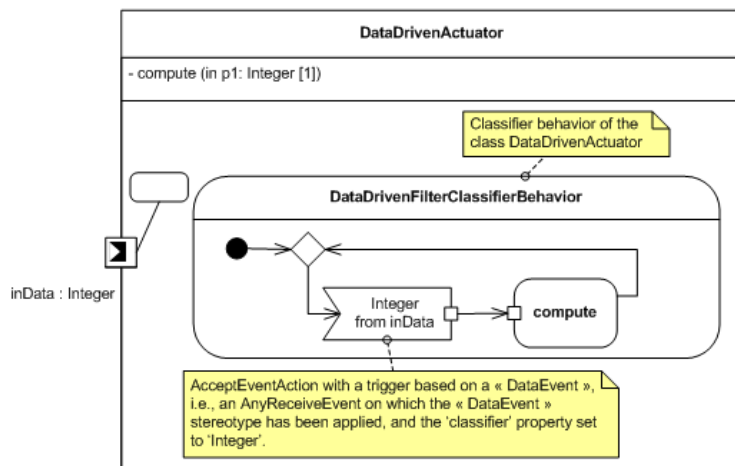 DataDrivenActuator
- compute (in p1: Integer [1])
Classifier behavior of the
class DataDrivenActuator
DataDrivenFilterClassifierBehavior
inData : Integer
Integer
from inData
compute
AcceptEventAction with a trigger based on a « DataEvent »,
i.e., an AnyReceiveEvent on which the « DataEvent »
stereotype has been applied, and the ‘classifier’ property set
to ‘Integer’.